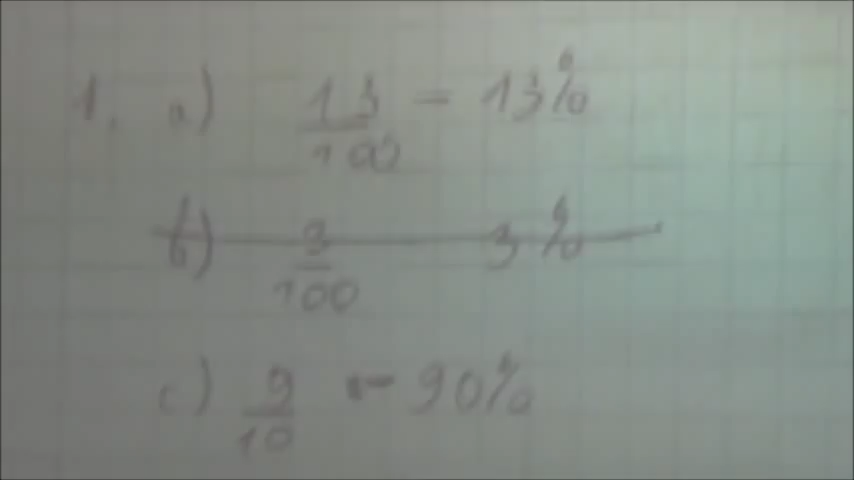 1. a) 13/100 = 13%
b) 3/100 3%
c) 9/10 = 90%